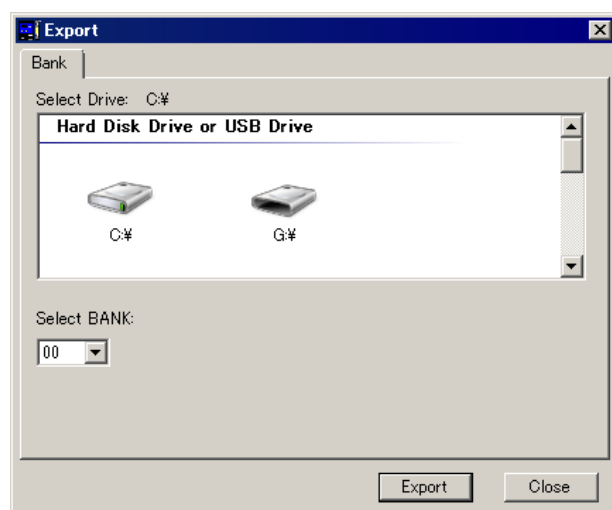 Export
Bank
Select Drive: C:¥
Hard Disk Drive or USB Drive
C:¥ G:¥
Select BANK:
00
Export Close